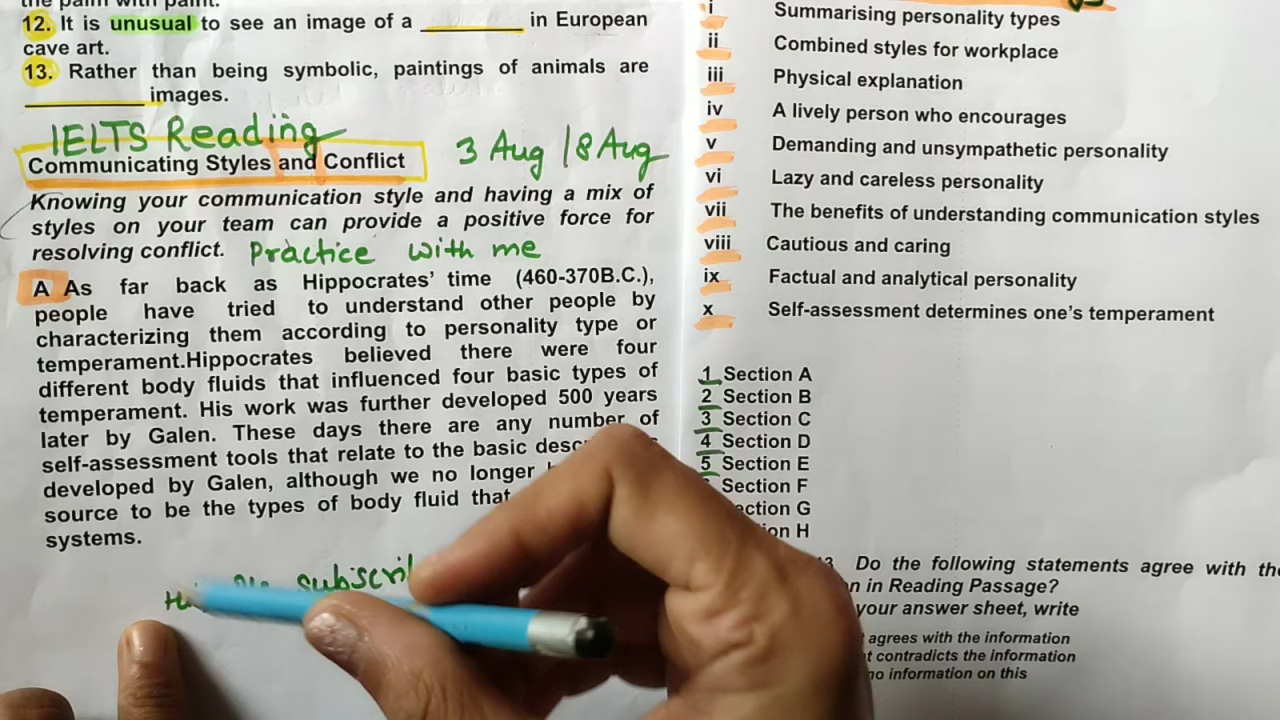 the palm with paint.
12. It is unusual to see an image of a ________ in European
cave art.
13. Rather than being symbolic, paintings of animals are
________ images.
IELTS Reading
Communicating Styles and Conflict
3 Aug / 8 Aug
Knowing your communication style and having a mix of
styles on your team can provide a positive force for
resolving conflict.
Practice with me
A As far back as Hippocrates' time (460-370B.C.),
people have tried to understand other people by
characterizing them according to personality type or
temperament.Hippocrates believed there were four
different body fluids that influenced four basic types of
temperament. His work was further developed 500 years
later by Galen. These days there are any number of
self-assessment tools that relate to the basic
developed by Galen, although we no longer
source to be the types of body fluid that
systems.
i Summarising personality types
ii Combined styles for workplace
iii Physical explanation
iv A lively person who encourages
v Demanding and unsympathetic personality
vi Lazy and careless personality
vii The benefits of understanding communication styles
viii Cautious and caring
ix Factual and analytical personality
x Self-assessment determines one's temperament
1 Section A
2 Section B
3 Section C
4 Section D
5 Section E
Section F
G
H
Do the following statements agree with the
in Reading Passage?
your answer sheet, write
agrees with the information
contradicts the information
no information on this